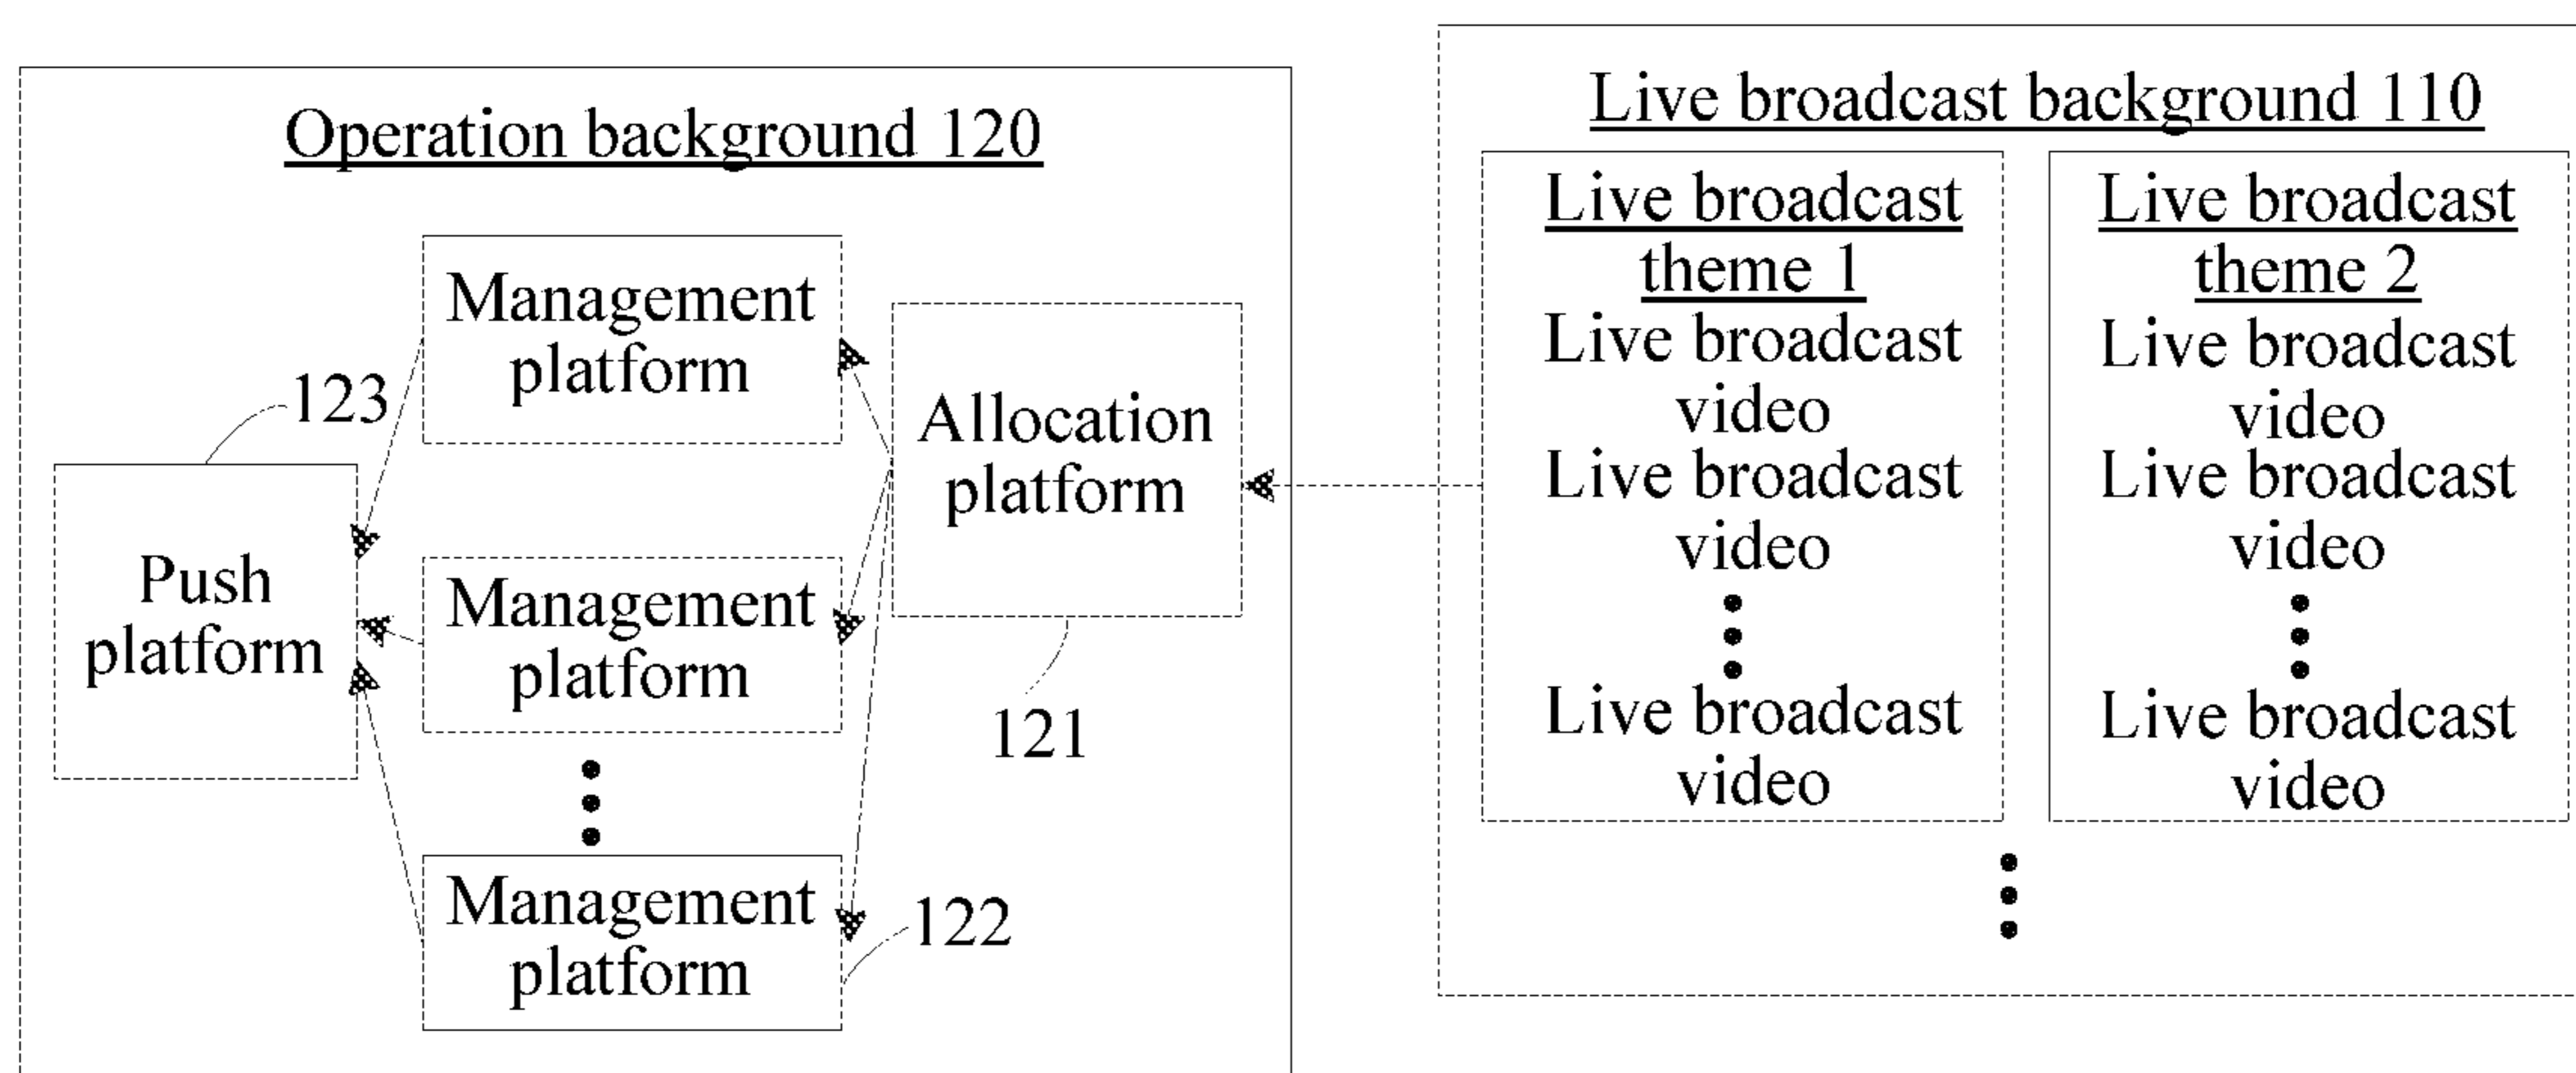 Operation background 120
Management
platform
123
Push
platform
Management
platform
Management
platform
122
Allocation
platform
121
Live broadcast background 110
Live broadcast
theme 1
Live broadcast
video
Live broadcast
video
Live broadcast
video
Live broadcast
theme 2
Live broadcast
video
Live broadcast
video
Live broadcast
video